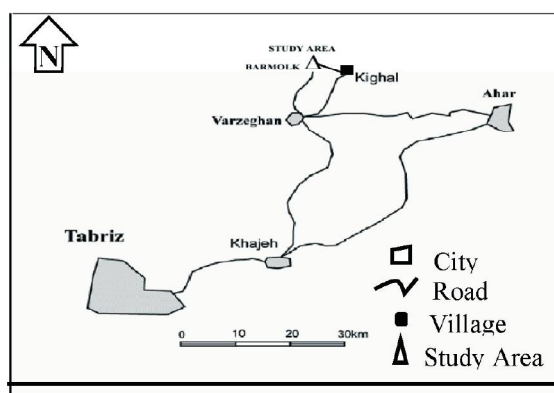 N
STUDY AREA
BARMOLK
Kighal
Ahar
Varzeghan
Khajeh
Tabriz
City
Road
Village
Study Area
0 10 20 30km